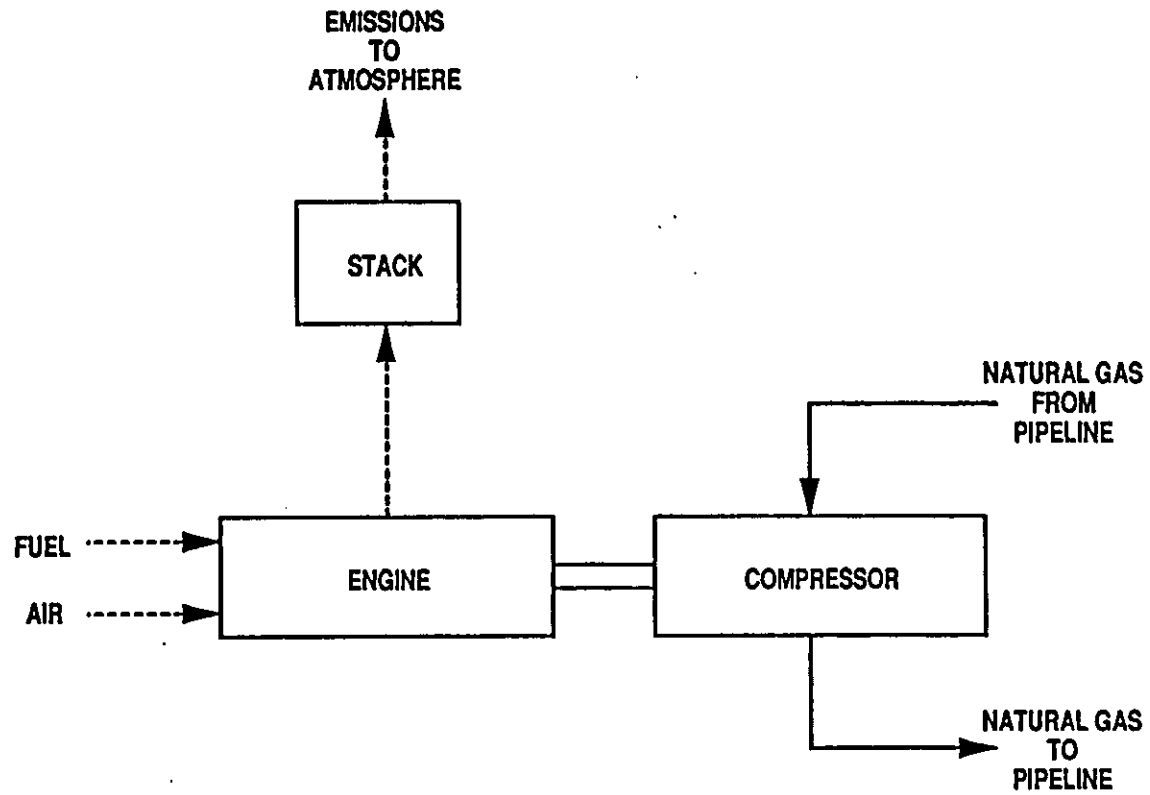 EMISSIONS
TO
ATMOSPHERE
STACK
NATURAL GAS
FROM
PIPELINE
FUEL
AIR
ENGINE
COMPRESSOR
NATURAL GAS
TO
PIPELINE